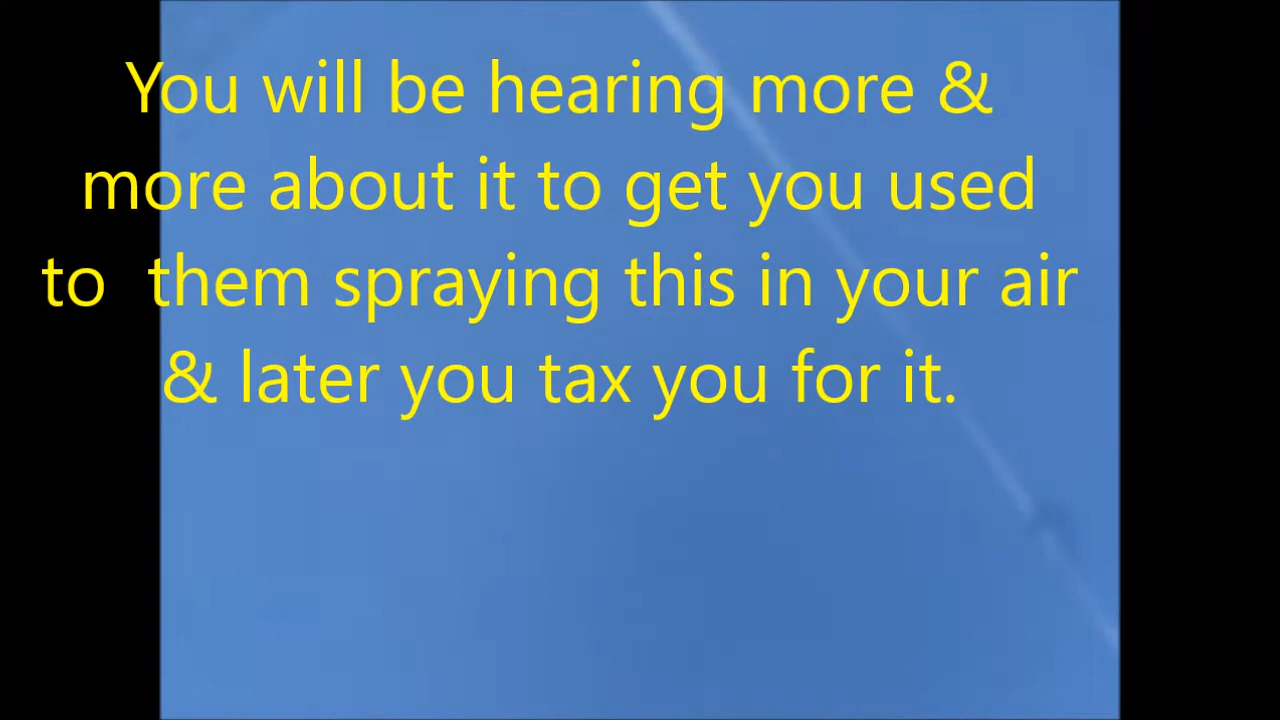 You will be hearing more &
more about it to get you used
to  them spraying this in your air
& later you tax you for it.